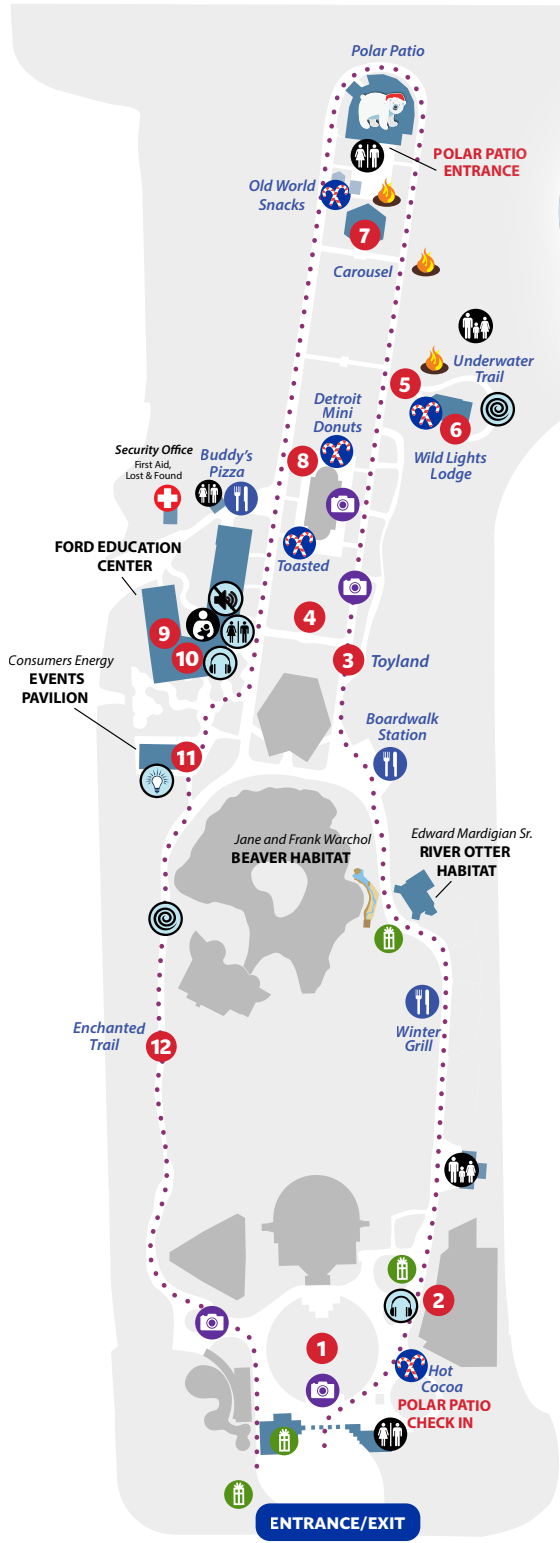 Polar Patio
POLAR PATIO
ENTRANCE
Old World
Snacks
7
Carousel
Underwater
Trail
5
6
Wild Lights
Lodge
Detroit
Mini
Donuts
8
Security Office
First Aid,
Lost & Found
Buddy's
Pizza
FORD EDUCATION
CENTER
Toasted
4
9
10
3
Toyland
Consumers Energy
EVENTS
PAVILION
11
Boardwalk
Station
Jane and Frank Warchol
BEAVER HABITAT
Edward Mardigian Sr.
RIVER OTTER
HABITAT
Winter
Grill
Enchanted
Trail
12
2
1
Hot
Cocoa
POLAR PATIO
CHECK IN
ENTRANCE/EXIT